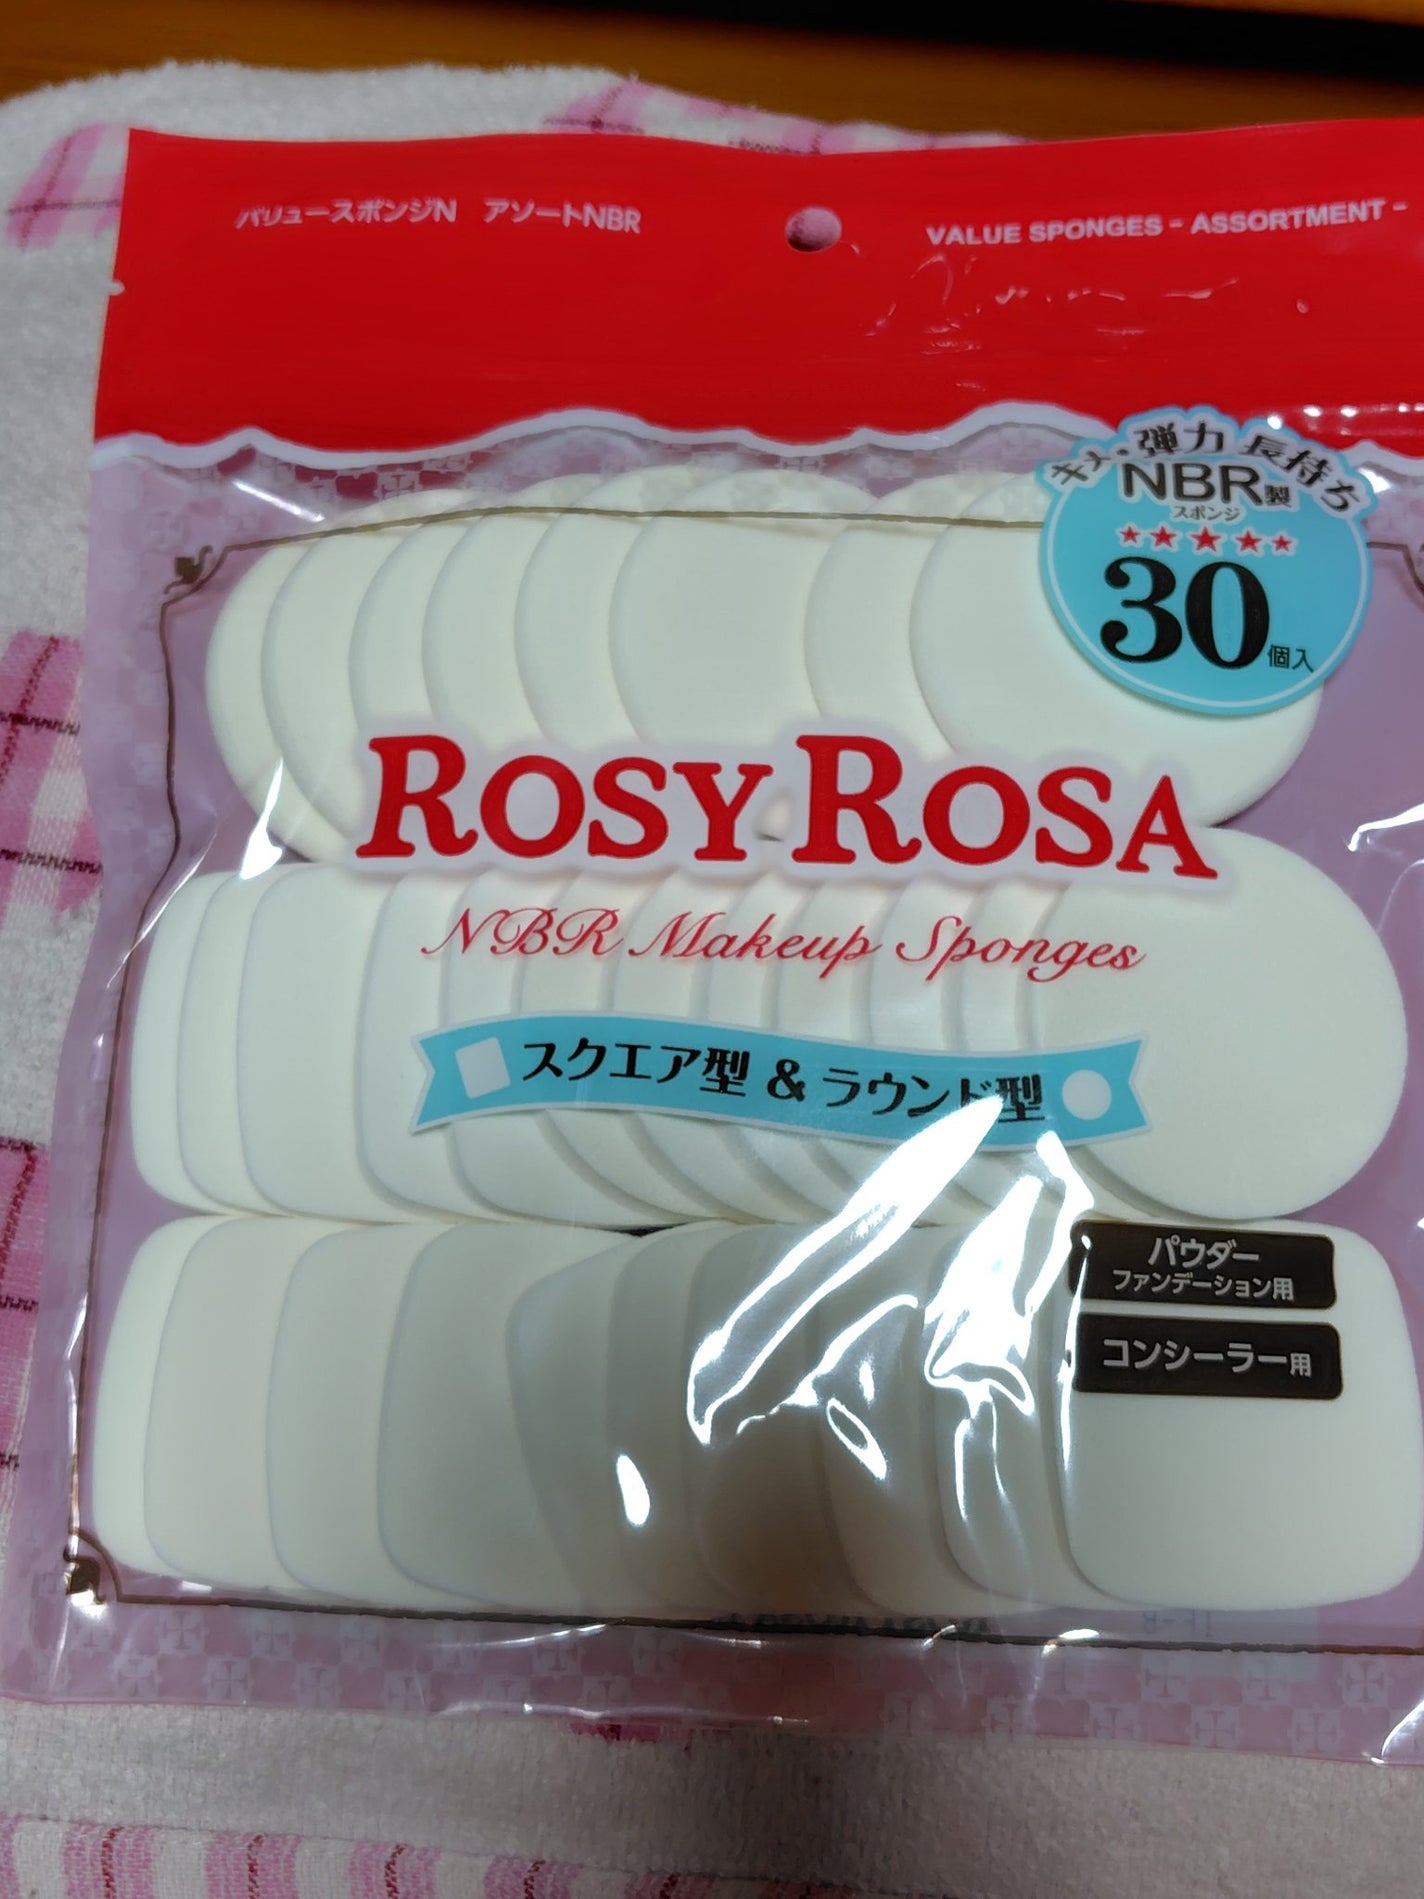 バリュースポンジN アソートNBR
VALUE SPONGES - ASSORTMENT -
キメ・弾力 長持ち
NBR製
スポンジ
★★★★★
30個入
ROSY ROSA
NBR Makeup Sponges
スクエア型 & ラウンド型
パウダー
ファンデーション用
コンシーラー用